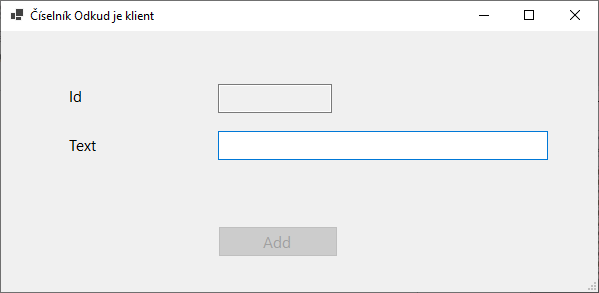 Číselník Odkud je klient
Id
Text
Add